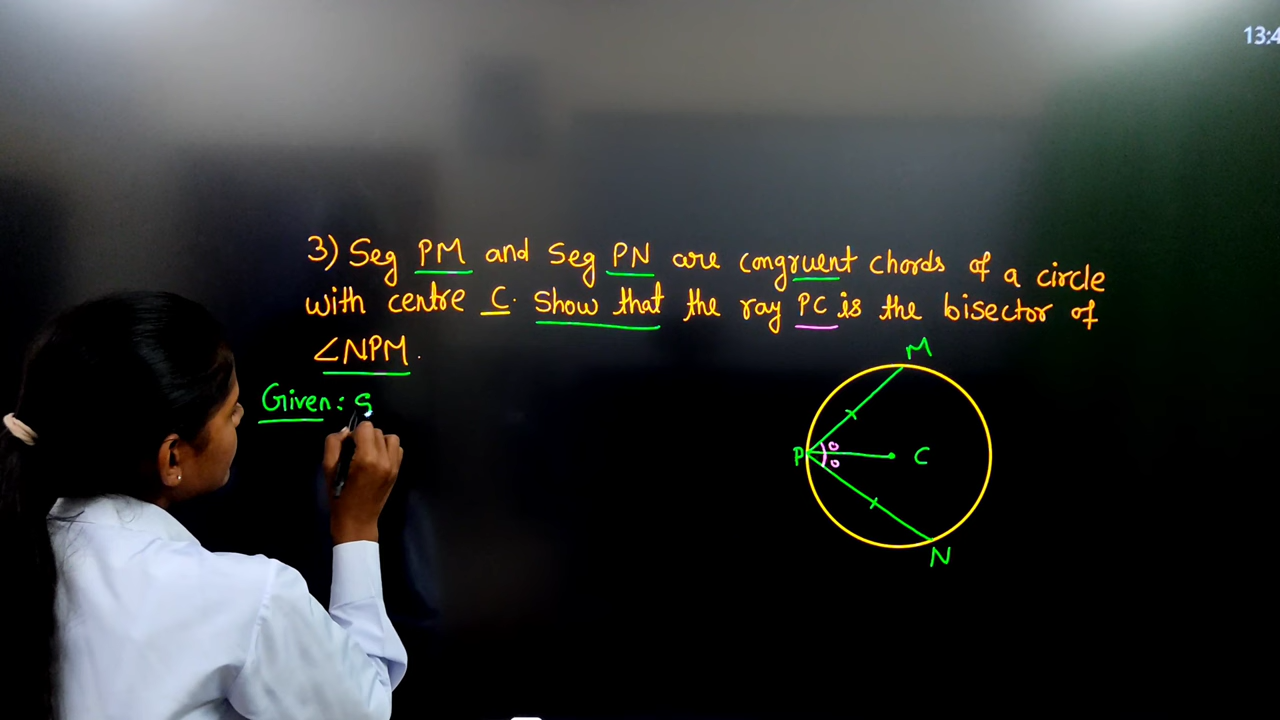 13:4
3) Seg PM and Seg PN are congruent chords of a circle
with centre C. Show that the ray PC is the bisector of
∠NPM.
Given: S
M
P
C
N